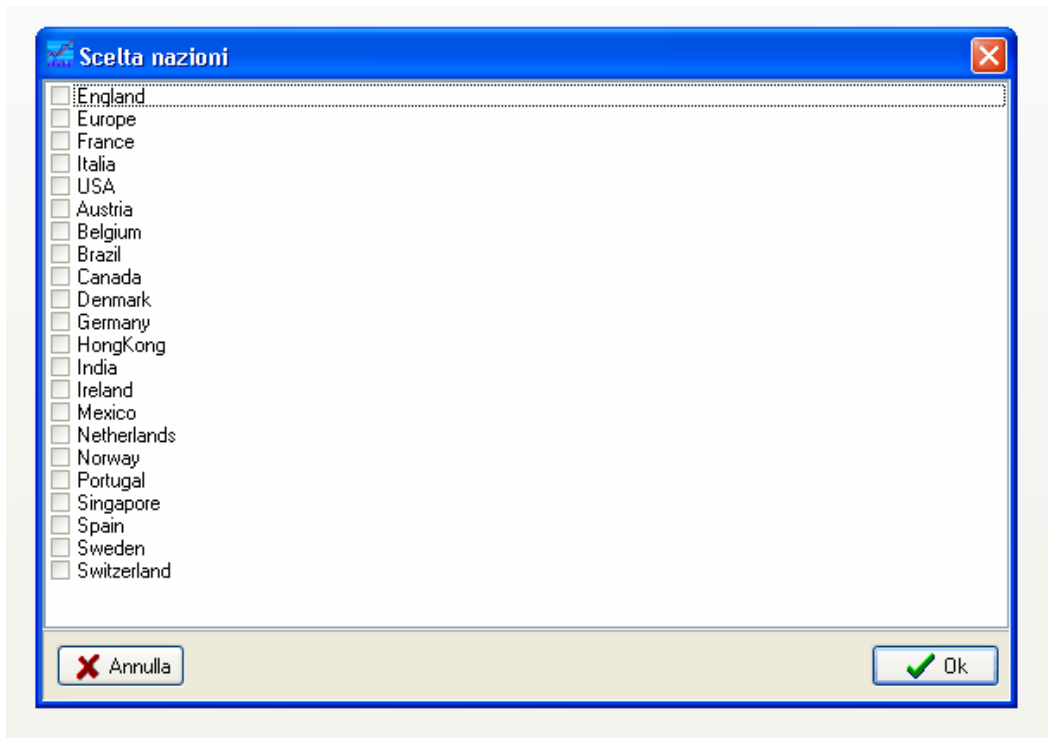 Scelta nazioni
England
Europe
France
Italia
USA
Austria
Belgium
Brazil
Canada
Denmark
Germany
HongKong
India
Ireland
Mexico
Netherlands
Norway
Portugal
Singapore
Spain
Sweden
Switzerland
Annulla
Ok